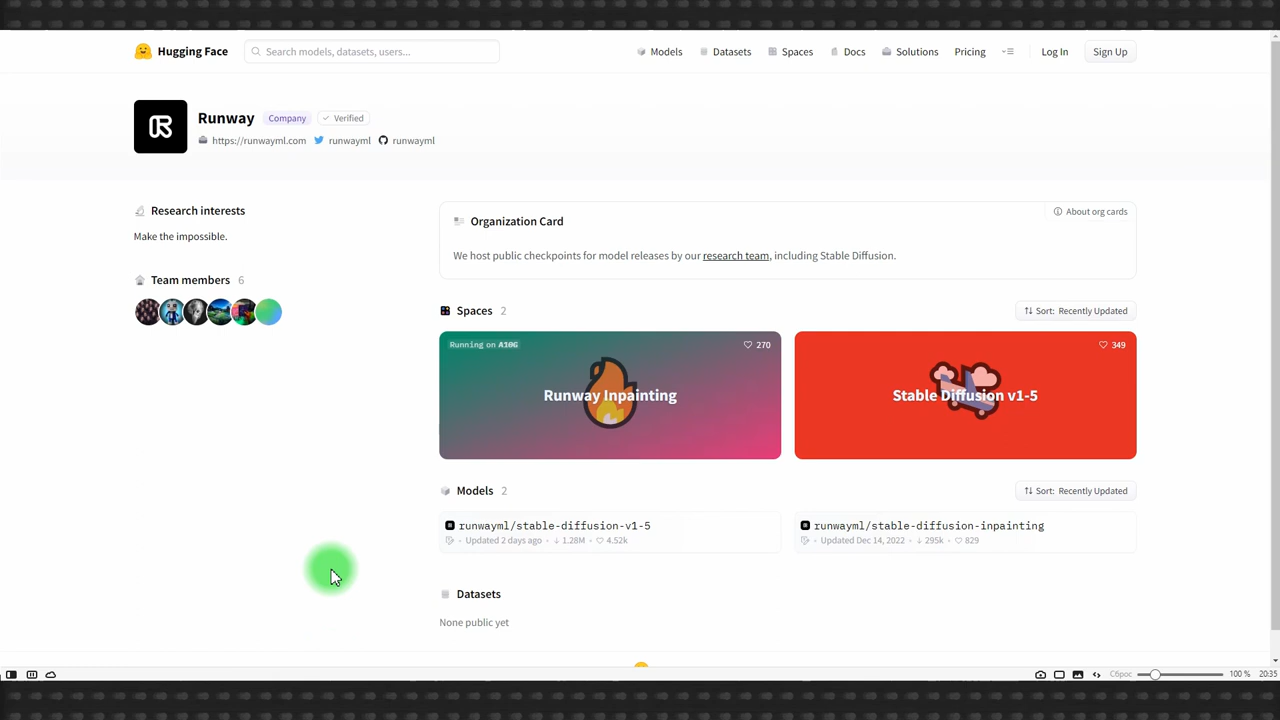 Hugging Face
Search models, datasets, users...
Models
Datasets
Spaces
Docs
Solutions
Pricing
Log In
Sign Up
Runway Company Verified
https://runwayml.com runwayml runwayml
Research interests
Make the impossible.
Team members 6
Organization Card
About org cards
We host public checkpoints for model releases by our research team, including Stable Diffusion.
Spaces 2
Sort: Recently Updated
Running on A10G
270
Runway Inpainting
349
Stable Diffusion v1-5
Models 2
Sort: Recently Updated
runwayml/stable-diffusion-v1-5
• Updated 2 days ago • ↓ 1.28M • ♡ 4.52k
runwayml/stable-diffusion-inpainting
• Updated Dec 14, 2022 • ↓ 295k • ♡ 829
Datasets
None public yet
Сброс
100 %
20:35